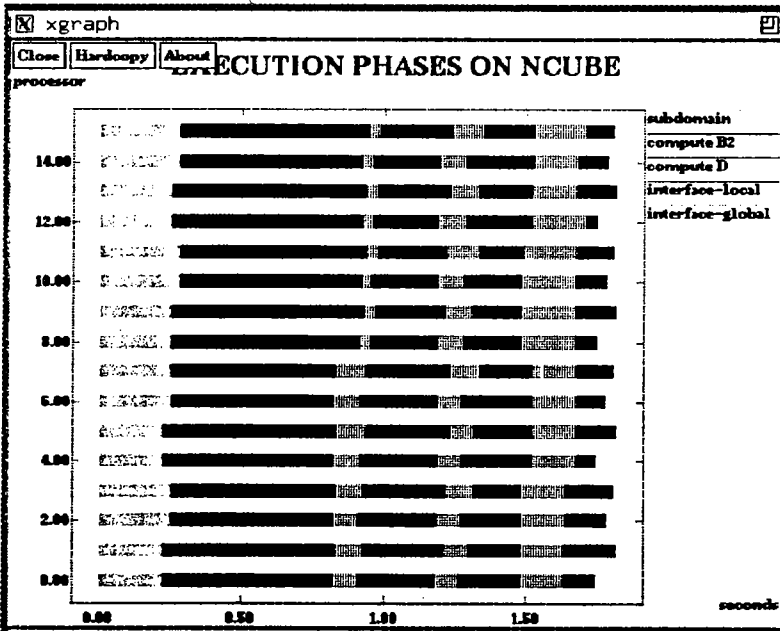 xgraph
Close Hardcopy About
EXECUTION PHASES ON NCUBE
processor
subdomain
compute B2
compute D
interface-local
interface-global
14.00
12.00
10.00
8.00
6.00
4.00
2.00
0.00
0.00 0.50 1.00 1.50
seconds